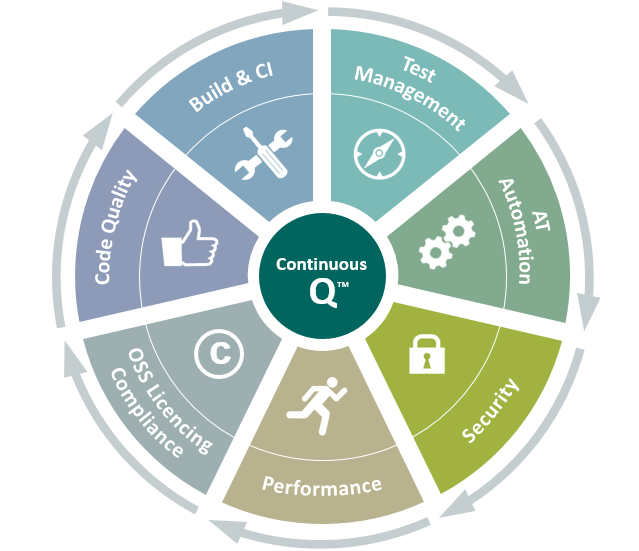 Build & CI
Test
Management
AT
Automation
Security
Performance
OSS Licencing
Compliance
Code Quality
Continuous
Q™
C